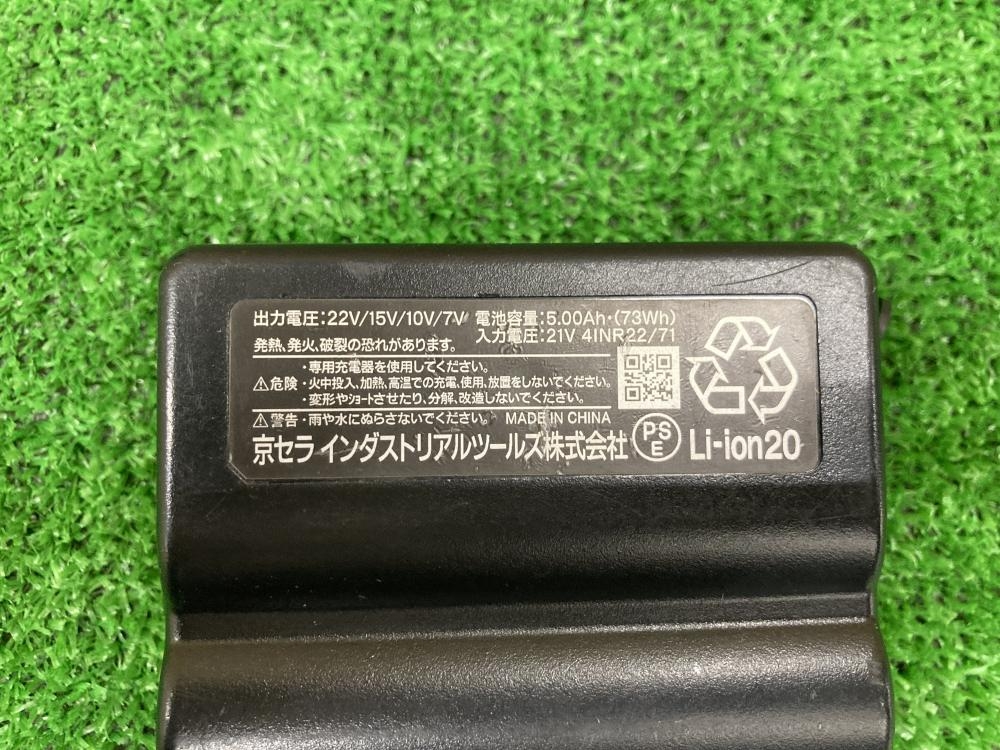 出力電圧:22V/15V/10V/7V 電池容量:5.00Ah・(73Wh)
入力電圧:21V 4INR22/71
発熱、発火、破裂の恐れがあります。
・専用充電器を使用してください。
⚠危険・火中投入、加熱、高温での充電、使用、放置をしないでください。
・変形やショートさせたり、分解、改造しないでください。
⚠警告・雨や水にぬらさないでください。 MADE IN CHINA
京セラ インダストリアルツールズ株式会社 PSE Li-ion20